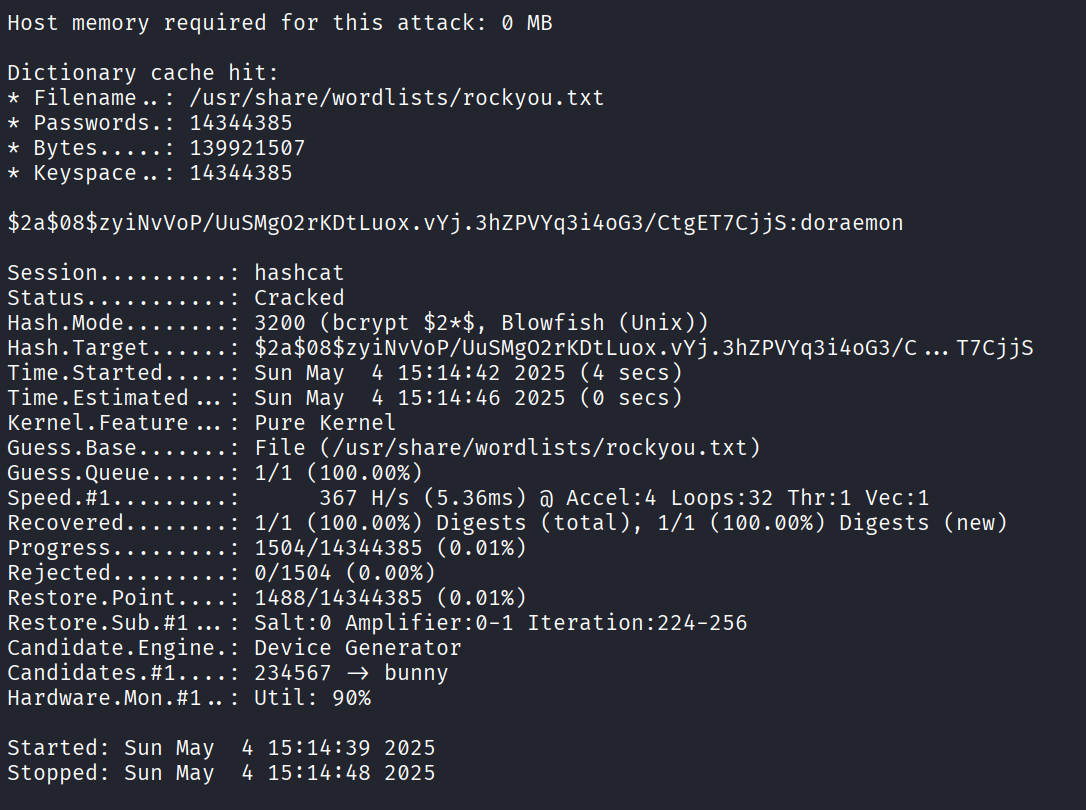 Host memory required for this attack: 0 MB
Dictionary cache hit:
* Filename..: /usr/share/wordlists/rockyou.txt
* Passwords.: 14344385
* Bytes.....: 139921507
* Keyspace..: 14344385
$2a$08$zyiNvVoP/UuSMgO2rKDtLuox.vYj.3hZPVYq3i4oG3/CtgET7CjjS:doraemon
Session..........: hashcat
Status...........: Cracked
Hash.Mode........: 3200 (bcrypt $2*$, Blowfish (Unix))
Hash.Target......: $2a$08$zyiNvVoP/UuSMgO2rKDtLuox.vYj.3hZPVYq3i4oG3/C...T7CjjS
Time.Started.....: Sun May  4 15:14:42 2025 (4 secs)
Time.Estimated...: Sun May  4 15:14:46 2025 (0 secs)
Kernel.Feature...: Pure Kernel
Guess.Base.......: File (/usr/share/wordlists/rockyou.txt)
Guess.Queue......: 1/1 (100.00%)
Speed.#1.........:      367 H/s (5.36ms) @ Accel:4 Loops:32 Thr:1 Vec:1
Recovered........: 1/1 (100.00%) Digests (total), 1/1 (100.00%) Digests (new)
Progress.........: 1504/14344385 (0.01%)
Rejected.........: 0/1504 (0.00%)
Restore.Point....: 1488/14344385 (0.01%)
Restore.Sub.#1...: Salt:0 Amplifier:0-1 Iteration:224-256
Candidate.Engine.: Device Generator
Candidates.#1....: 234567 -> bunny
Hardware.Mon.#1..: Util: 90%
Started: Sun May  4 15:14:39 2025
Stopped: Sun May  4 15:14:48 2025